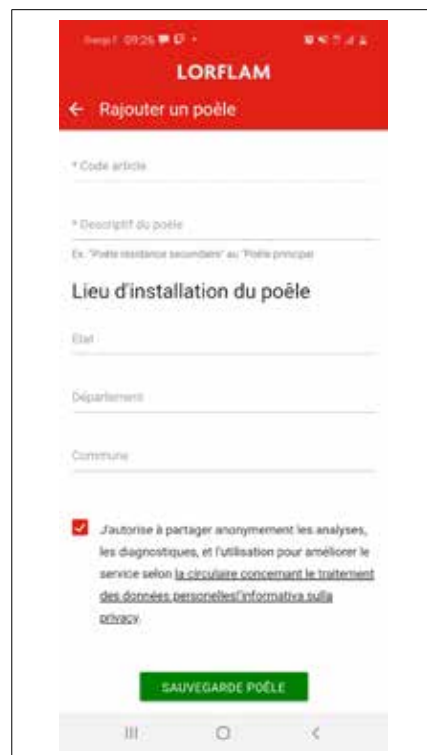 09:26
LORFLAM
← Rajouter un poêle
* Code article
* Descriptif du poêle
Ex. "Poêle résidence secondaire" ou "Poêle principal
Lieu d'installation du poêle
Etat
Département
Commune
J'autorise à partager anonymement les analyses,
les diagnostiques, et l'utilisation pour améliorer le
service selon la circulaire concernant le traitement
des données personelles l'informativa sulla
privacy.
SAUVEGARDE POÊLE